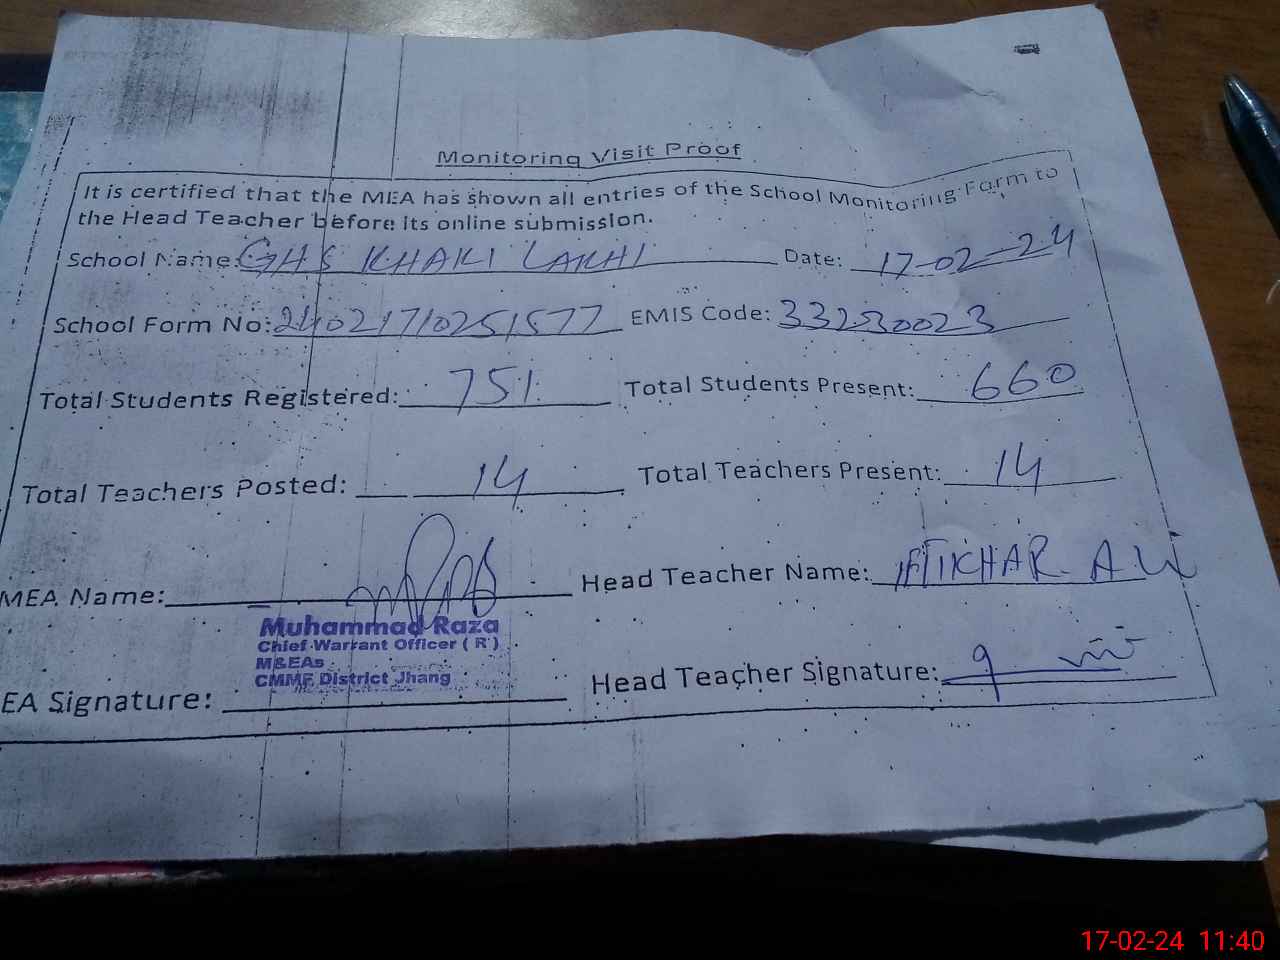 Monitoring Visit Proof
It is certified that the MEA has shown all entries of the School Monitoring Form to
the Head Teacher before its online submission.
School Name: GHS KHAKI LAKHI Date: 17-02-24
School Form No: 24021710251577 EMIS Code: 33230023
Total Students Registered: 751 Total Students Present: 660
Total Teachers Posted: 14 Total Teachers Present: 14
MEA Name: Head Teacher Name: IFTIKHAR ALI
Muhammad Raza
Chief Warrant Officer ( R )
M&EAs
CMMF District Jhang
EA Signature: Head Teacher Signature:
17-02-24 11:40